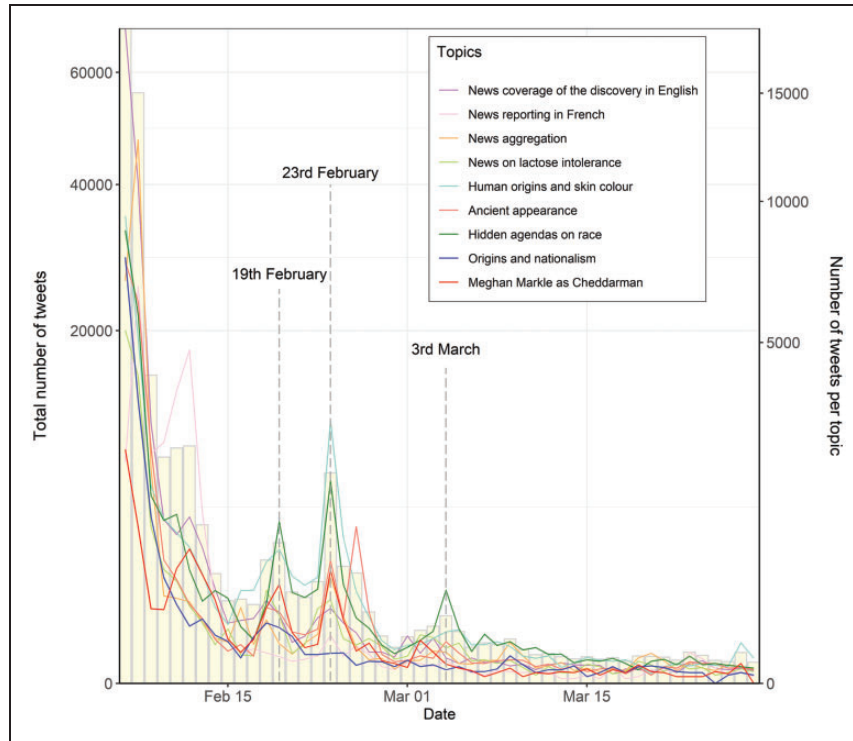 Topics
News coverage of the discovery in English
News reporting in French
News aggregation
News on lactose intolerance
Human origins and skin colour
Ancient appearance
Hidden agendas on race
Origins and nationalism
Meghan Markle as Cheddarman
60000
40000
20000
0
Total number of tweets
15000
10000
5000
0
Number of tweets per topic
23rd February
19th February
3rd March
Feb 15
Mar 01
Mar 15
Date